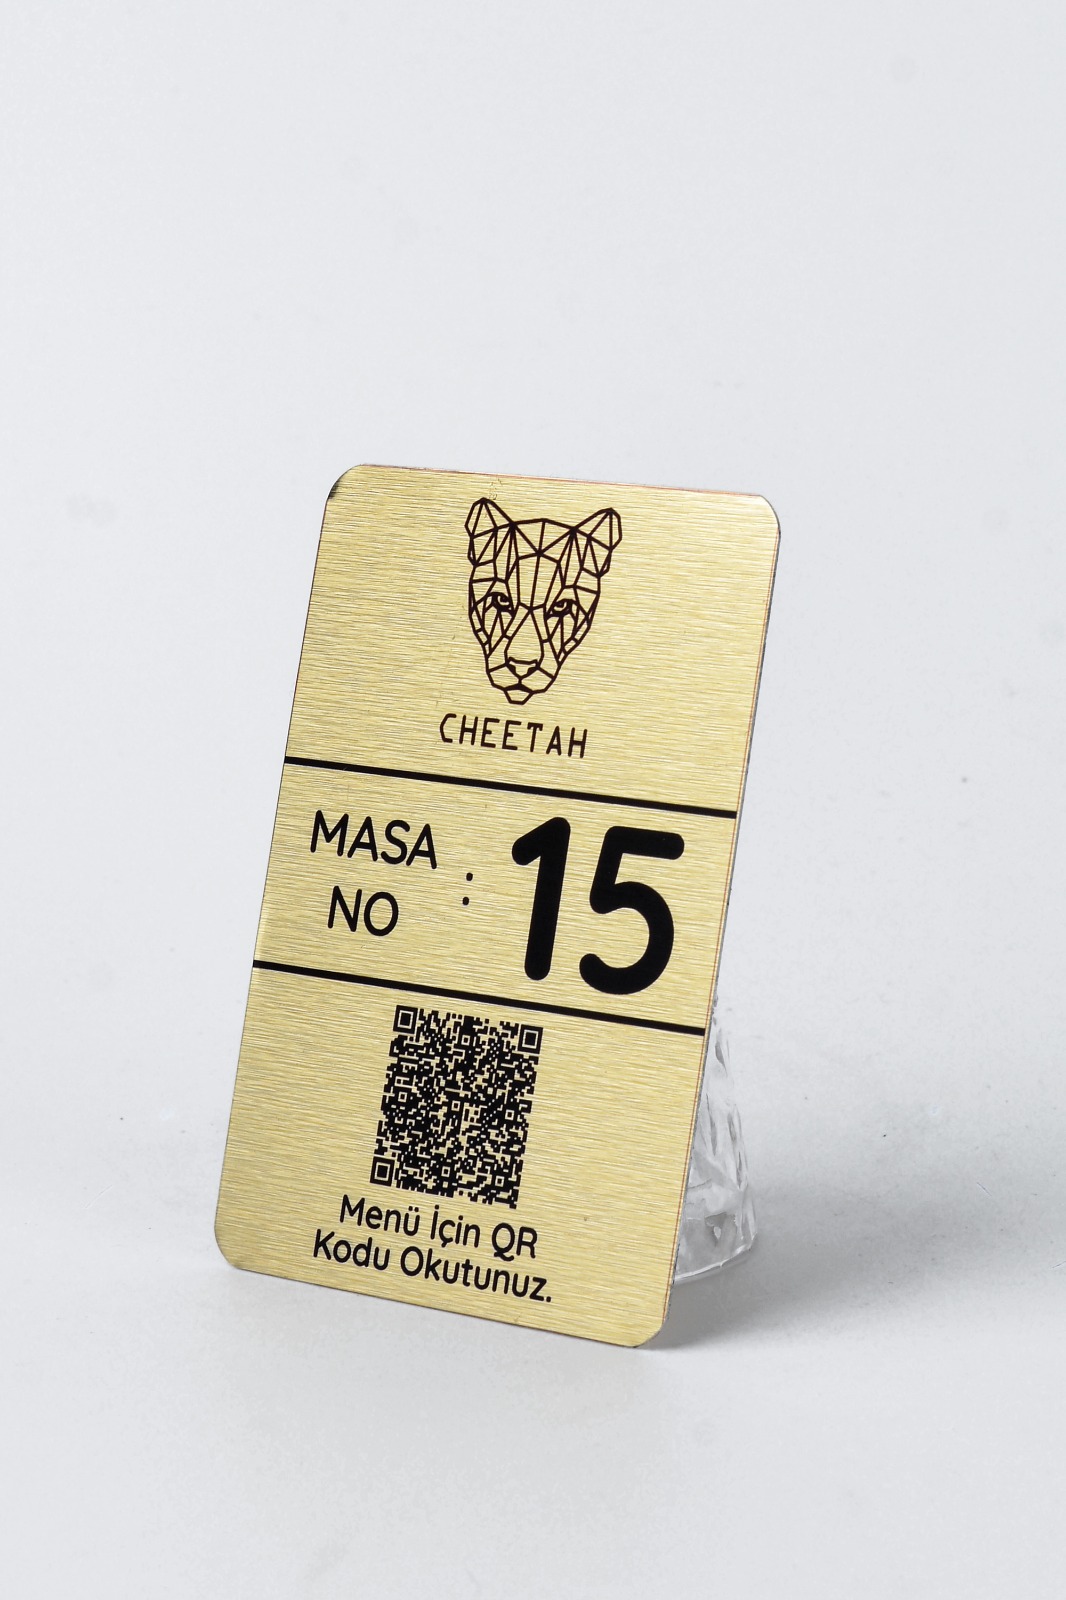 CHEETAH
MASA
NO
: 15
Menü İçin QR
Kodu Okutunuz.